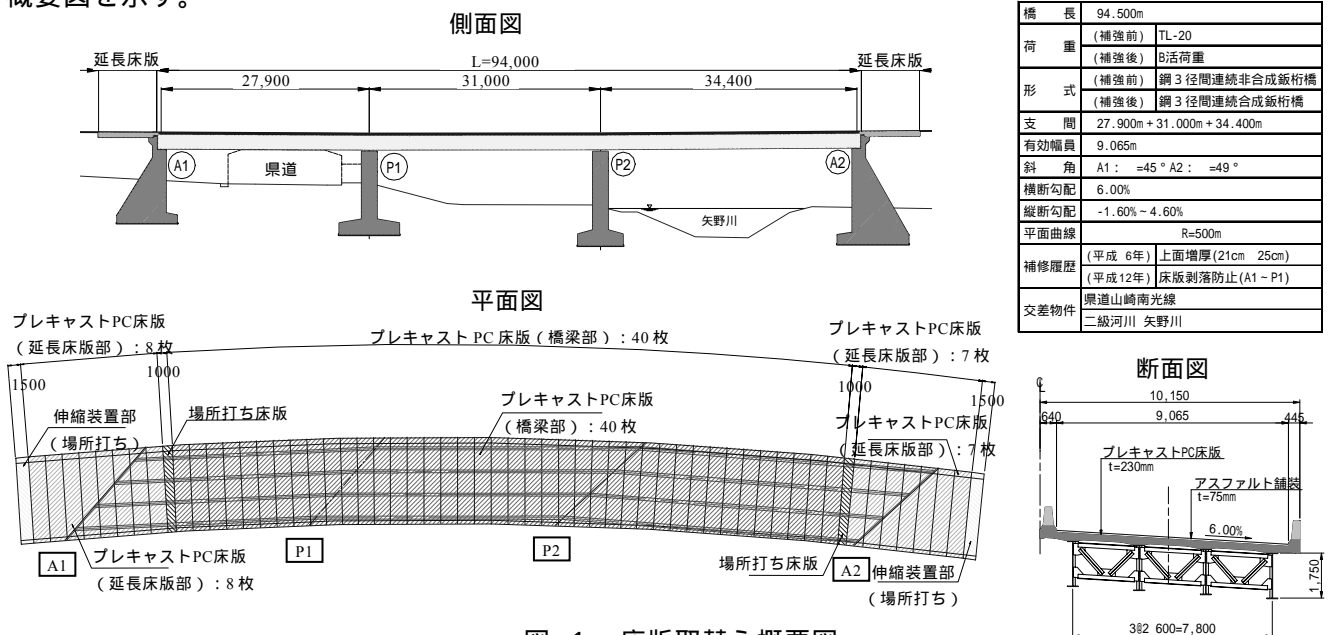 概要図を示す。
側面図
延長床版
L=94,000
延長床版
27,900
31,000
34,400
A1
県道
P1
P2
A2
矢野川
平面図
プレキャストPC床版
(延長床版部):8枚
プレキャスト PC 床版(橋梁部):40 枚
プレキャストPC床版
(延長床版部):7 枚
1500
1000
1000
1500
伸縮装置部
(場所打ち)
場所打ち床版
プレキャストPC床版
(橋梁部):40 枚
プレキャストPC床版
(延長床版部):7 枚
A1
プレキャストPC床版
(延長床版部):8 枚
P1
P2
場所打ち床版
A2
伸縮装置部
(場所打ち)
橋 長 94.500m
荷 重 (補強前) TL-20
(補強後) B活荷重
形 式 (補強前) 鋼3径間連続非合成鈑桁橋
(補強後) 鋼3径間連続合成鈑桁橋
支 間 27.900m+31.000m+34.400m
有効幅員 9.065m
斜 角 A1: =45°A2: =49°
横断勾配 6.00%
縦断勾配 -1.60%~4.60%
平面曲線 R=500m
補修履歴 (平成 6年) 上面増厚(21cm 25cm)
(平成12年) 床版剥落防止(A1~P1)
交差物件 県道山崎南光線
二級河川 矢野川
断面図
10,150
640
9,065
445
プレキャストPC床版
t=230mm
アスファルト舗装
t=75mm
6.00%
1,750
3@2 600=7,800